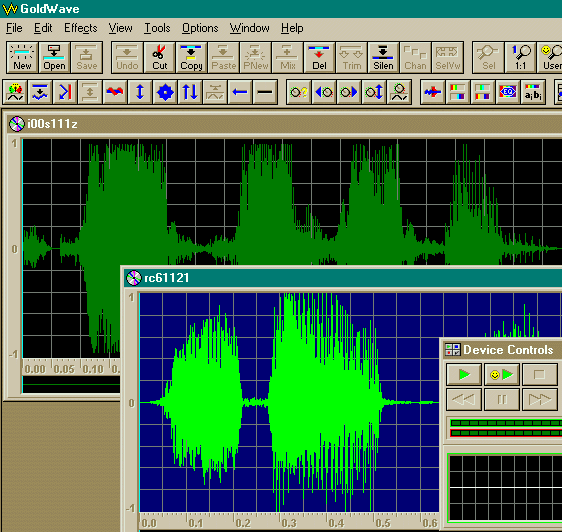 GoldWave
File Edit Effects View Tools Options Window Help
New Open Save Undo Cut Copy Paste PNew Mix Del Trim Silen Chan SelVw Sel 1:1 User
EQ a¡b¡
i00s111z
1
0
-1
0.00 0.05 0.10
rc61121
1
0
-1
0.0 0.1 0.2 0.3 0.4 0.5 0.6
Device Controls